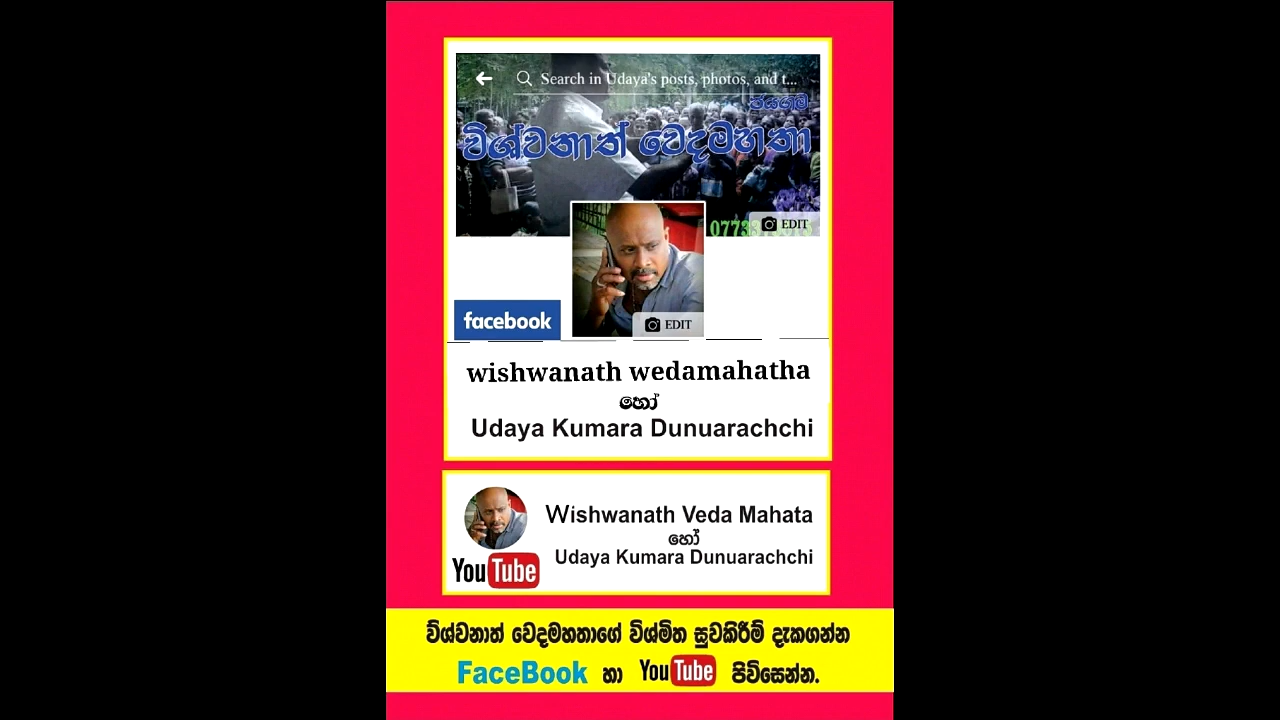 Search in Udaya's posts, photos, and t...
ජයගුම්
විශ්වනාත් වෙදමහතා
EDIT
EDIT
facebook
wishwanath wedamahatha
හෝ
Udaya Kumara Dunuarachchi
Wishwanath Veda Mahata
හෝ
Udaya Kumara Dunuarachchi
YouTube
විශ්වනාත් වෙදමහතාගේ විශ්මිත සුවකිරීම් දැකගන්න
FaceBook හා YouTube පිවිසෙන්න.